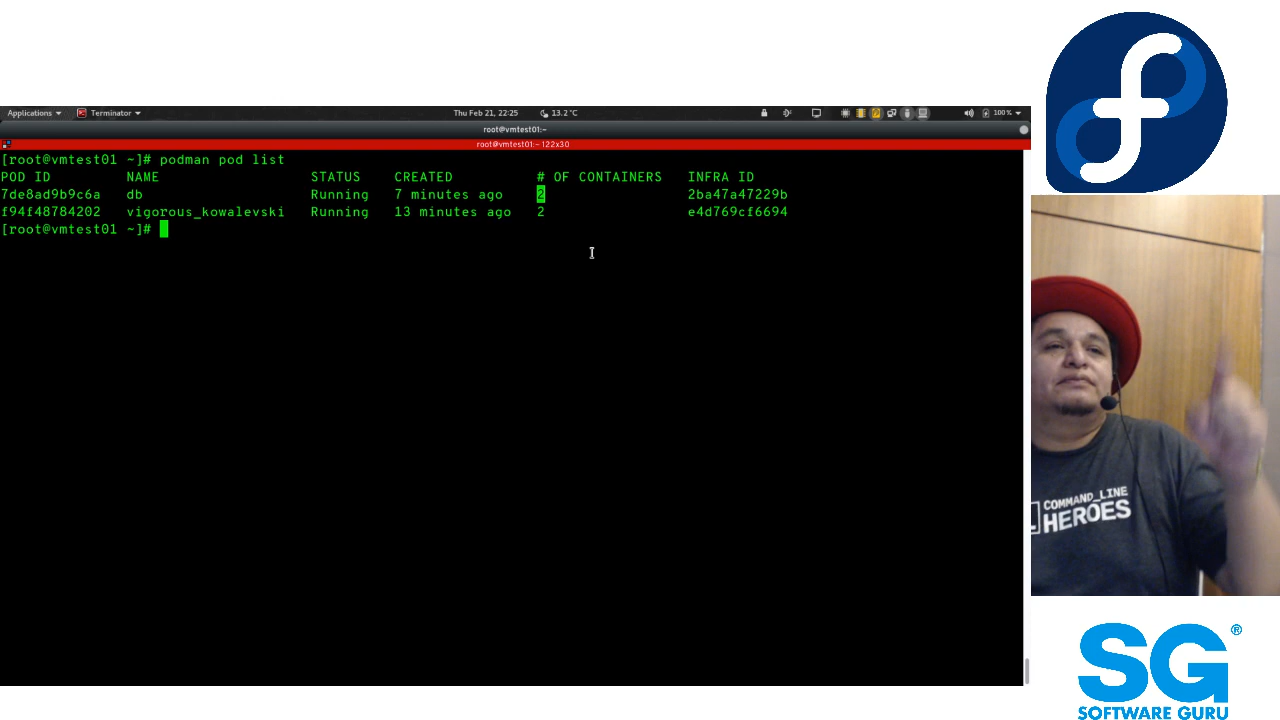 Applications Terminator Thu Feb 21, 22:25 13.2 °C 100 %
root@vmtest01:~
root@vmtest01:~ 122x30
[root@vmtest01 ~]# podman pod list
POD ID NAME STATUS CREATED # OF CONTAINERS INFRA ID
7de8ad9b9c6a db Running 7 minutes ago 2 2ba47a47229b
f94f48784202 vigorous_kowalevski Running 13 minutes ago 2 e4d769cf6694
[root@vmtest01 ~]#
COMMAND_LINE
HEROES
SG®
SOFTWARE GURU